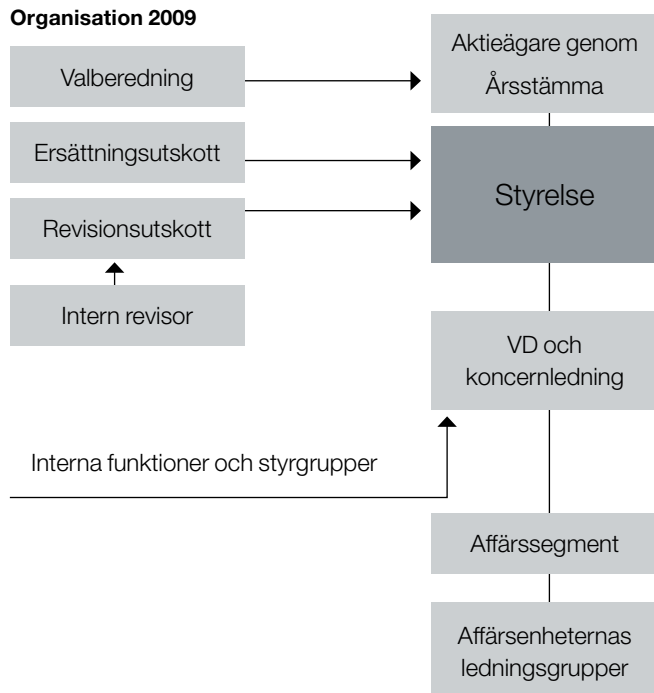 Organisation 2009
Valberedning
Ersättningsutskott
Revisionsutskott
Intern revisor
Interna funktioner och styrgrupper
Aktieägare genom
Årsstämma
Styrelse
VD och
koncernledning
Affärssegment
Affärsenheternas
ledningsgrupper